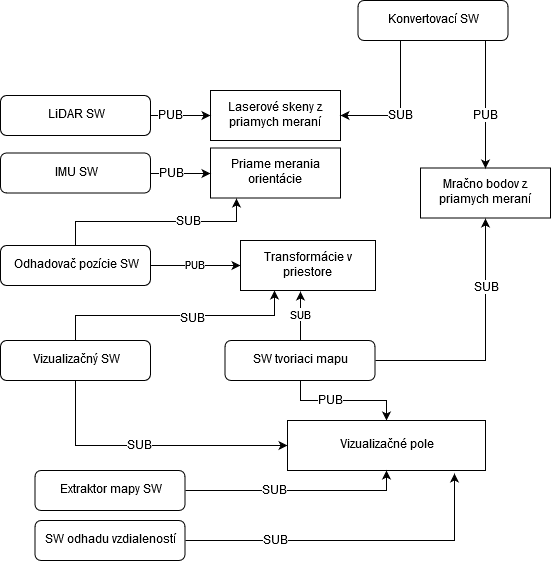 Konvertovací SW
LiDAR SW
PUB
Laserové skeny z
priamych meraní
SUB
PUB
IMU SW
PUB
Priame merania
orientácie
Mračno bodov z
priamych meraní
SUB
Odhadovač pozície SW
PUB
Transformácie v
priestore
SUB
SUB
SUB
Vizualizačný SW
SW tvoriaci mapu
PUB
SUB
Vizualizačné pole
Extraktor mapy SW
SUB
SW odhadu vzdialeností
SUB